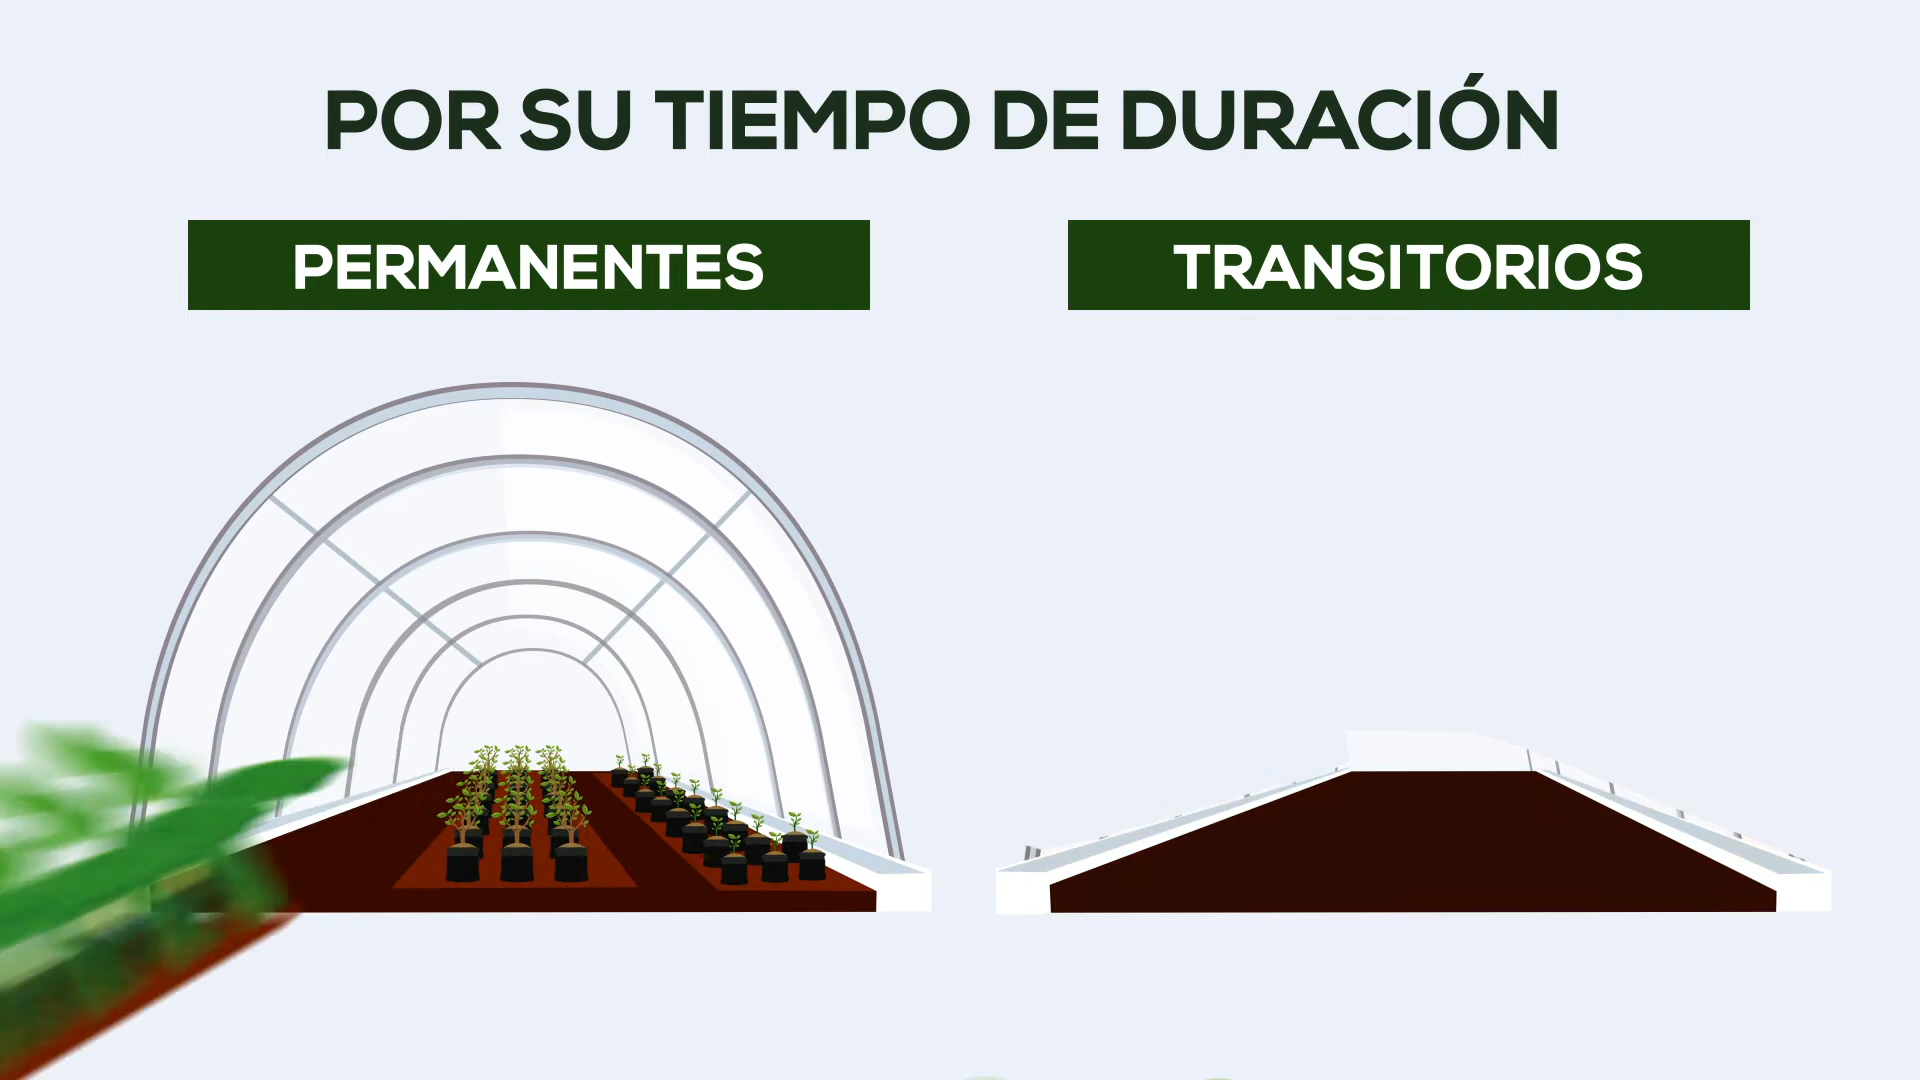 POR SU TIEMPO DE DURACIÓN
PERMANENTES
TRANSITORIOS